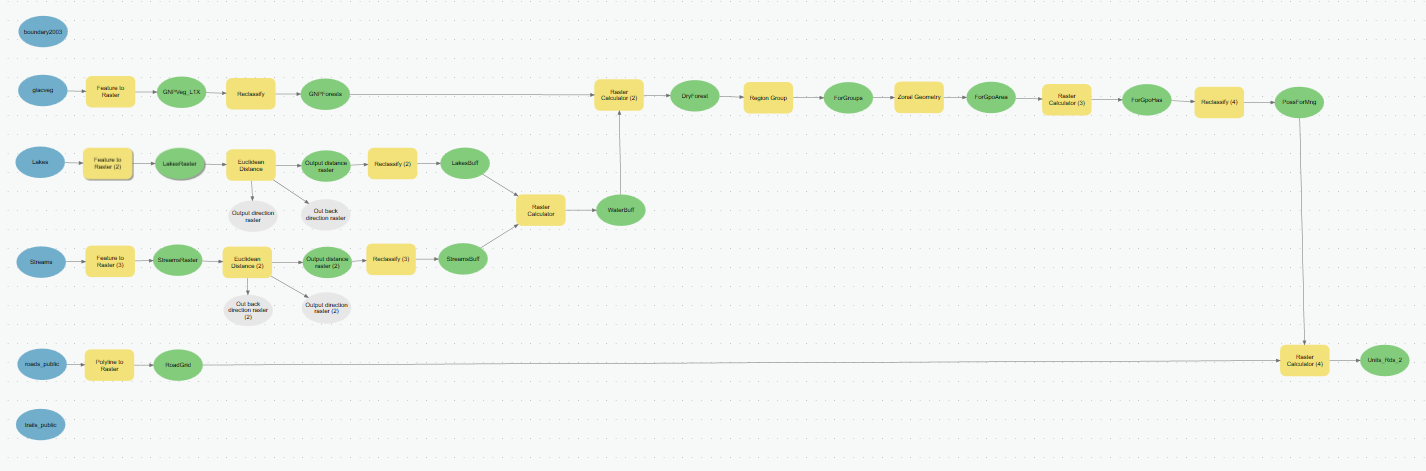 boundary2003
glacveg
Feature to
Raster
GNPVeg_L1X
Reclassify
GNPForests
Raster
Calculator (2)
DryForest
Region Group
ForGroups
Zonal Geometry
ForGpoArea
Raster
Calculator (3)
ForGpoHas
Reclassify (4)
PossForMng
Lakes
Feature to
Raster (2)
LakesRaster
Euclidean
Distance
Output distance
raster
Reclassify (2)
LakesBuff
Output direction
raster
Out back
direction raster
Raster
Calculator
WaterBuff
Streams
Feature to
Raster (3)
StreamsRaster
Euclidean
Distance (2)
Output distance
raster (2)
Reclassify (3)
StreamsBuff
Out back
direction raster
(2)
Output direction
raster (2)
roads_public
Polyline to
Raster
RoadGrid
Raster
Calculator (4)
Units_Rds_2
trails_public